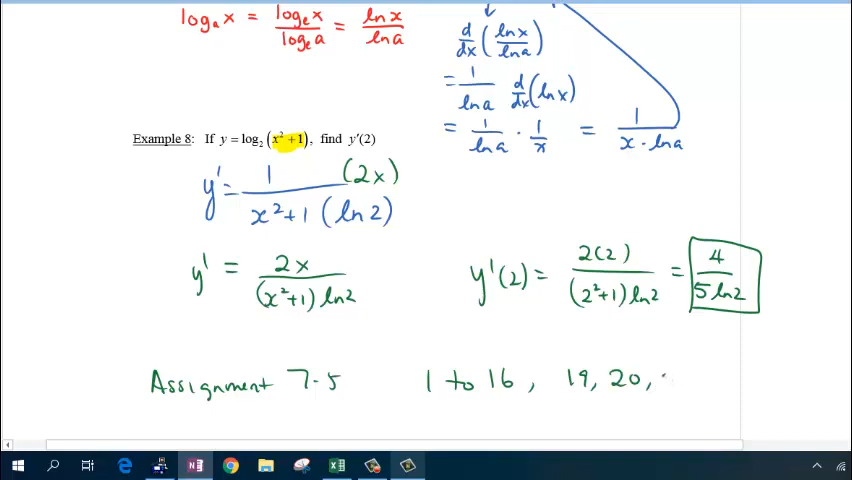 logₐ x = logₑ x / logₑ a = ln x / ln a
d/dx (ln x / ln a)
= 1 / ln a d/dx (ln x)
= 1 / ln a · 1 / x = 1 / x · ln a
Example 8: If y = log₂ (x² + 1), find y′(2)
y′ = 1 (2x) / x² + 1 (ln 2)
y′ = 2x / (x² + 1) ln 2 y′(2) = 2(2) / (2² + 1) ln 2 = 4 / 5 ln 2
Assignment 7.5 1 to 16, 19, 20,